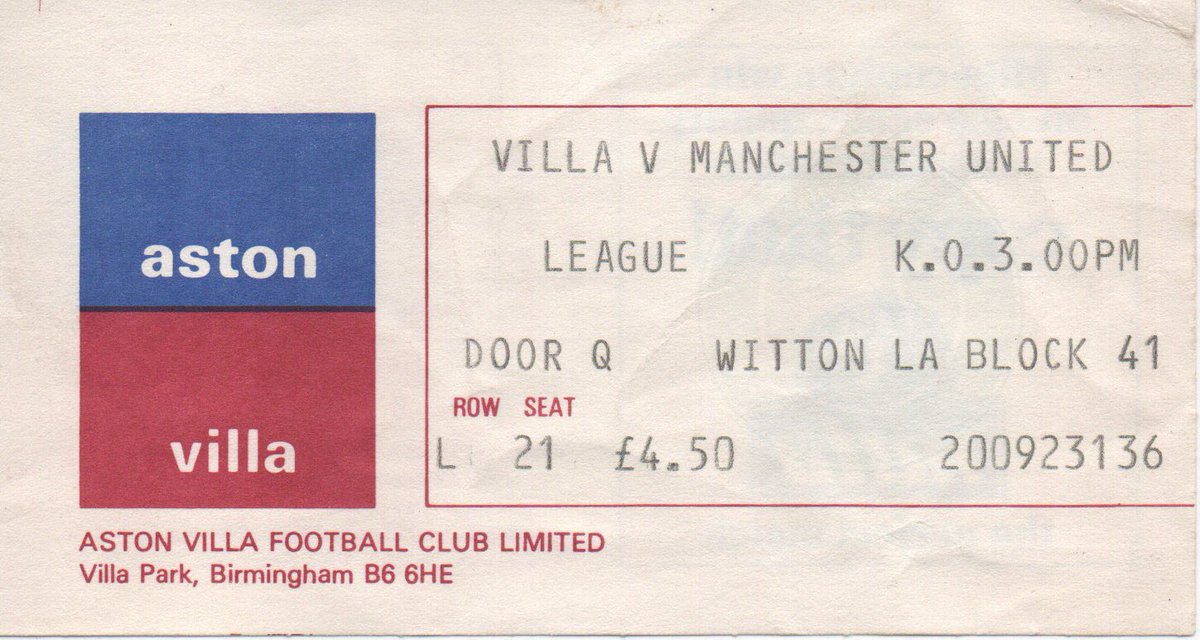 aston
villa
VILLA V MANCHESTER UNITED
LEAGUE K.O.3.00PM
DOOR Q WITTON LA BLOCK 41
ROW SEAT
L 21 £4.50 200923136
ASTON VILLA FOOTBALL CLUB LIMITED
Villa Park, Birmingham B6 6HE